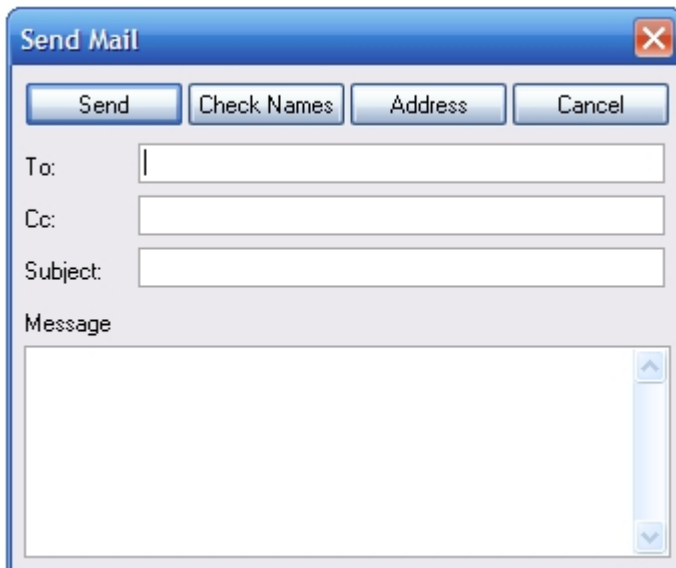 Send Mail
Send Check Names Address Cancel
To:
Cc:
Subject:
Message